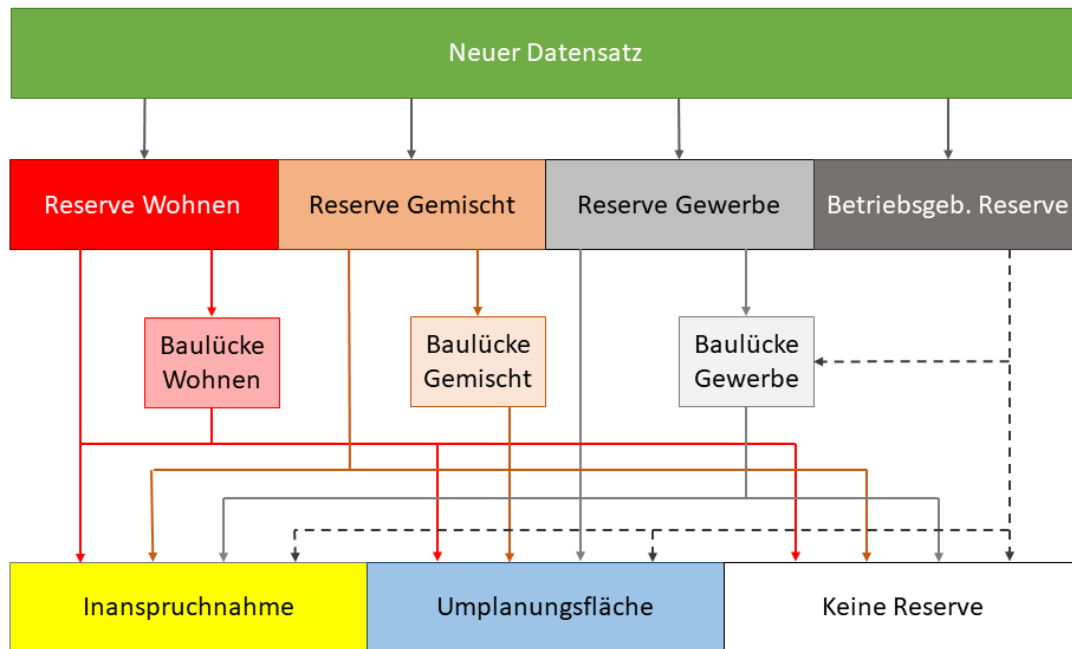 Neuer Datensatz
Reserve Wohnen
Reserve Gemischt
Reserve Gewerbe
Betriebsgeb. Reserve
Baulücke
Wohnen
Baulücke
Gemischt
Baulücke
Gewerbe
Inanspruchnahme
Umplanungsfläche
Keine Reserve